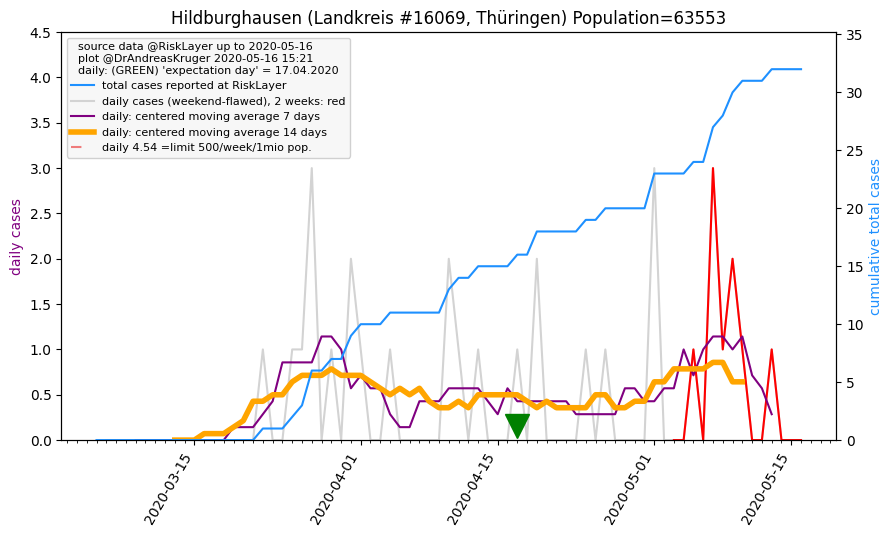 Hildburghausen (Landkreis #16069, Thüringen) Population=63553
source data @RiskLayer up to 2020-05-16
plot @DrAndreasKruger 2020-05-16 15:21
daily: (GREEN) 'expectation day' = 17.04.2020
total cases reported at RiskLayer
daily cases (weekend-flawed), 2 weeks: red
daily: centered moving average 7 days
daily: centered moving average 14 days
daily 4.54 =limit 500/week/1mio pop.
daily cases
4.5
4.0
3.5
3.0
2.5
2.0
1.5
1.0
0.5
0.0
35
30
25
20
15
10
5
0
cumulative total cases
2020-03-15
2020-04-01
2020-04-15
2020-05-01
2020-05-15